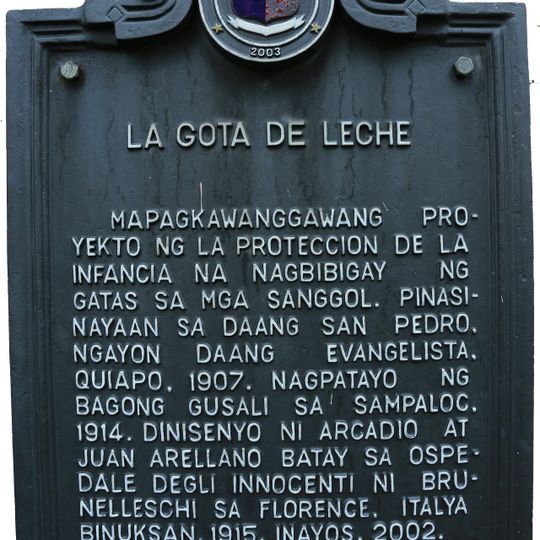 2003
LA GOTA DE LECHE
MAPAGKAWANGGAWANG PRO-
YEKTO NG LA PROTECCION DE LA
INFANCIA NA NAGBIBIGAY NG
GATAS SA MGA SANGGOL. PINASI-
NAYAAN SA DAANG SAN PEDRO,
NGAYON DAANG EVANGELISTA,
QUIAPO, 1907. NAGPATAYO NG
BAGONG GUSALI SA SAMPALOC,
1914. DINISENYO NI ARCADIO AT
JUAN ARELLANO BATAY SA OSPE-
DALE DEGLI INNOCENTI NI BRU-
NELLESCHI SA FLORENCE, ITALYA
BINUKSAN, 1915. INAYOS, 2002.